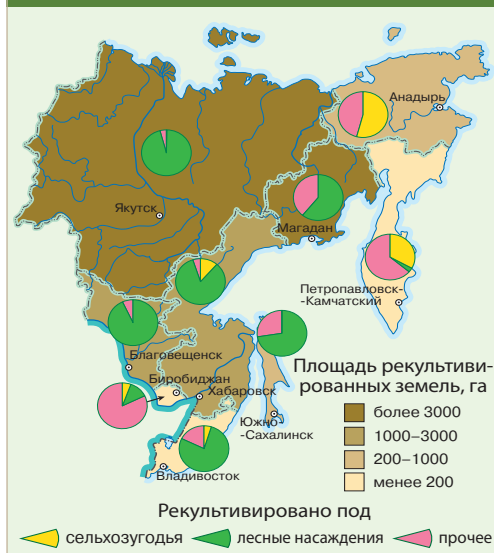 Анадырь
Якутск
Магадан
Петропавловск-
-Камчатский
Благовещенск
Биробиджан
Хабаровск
Южно-
-Сахалинск
Владивосток
Площадь рекультиви-
рованных земель, га
более 3000
1000–3000
200–1000
менее 200
Рекультивировано под
сельхозугодья
лесные насаждения
прочее